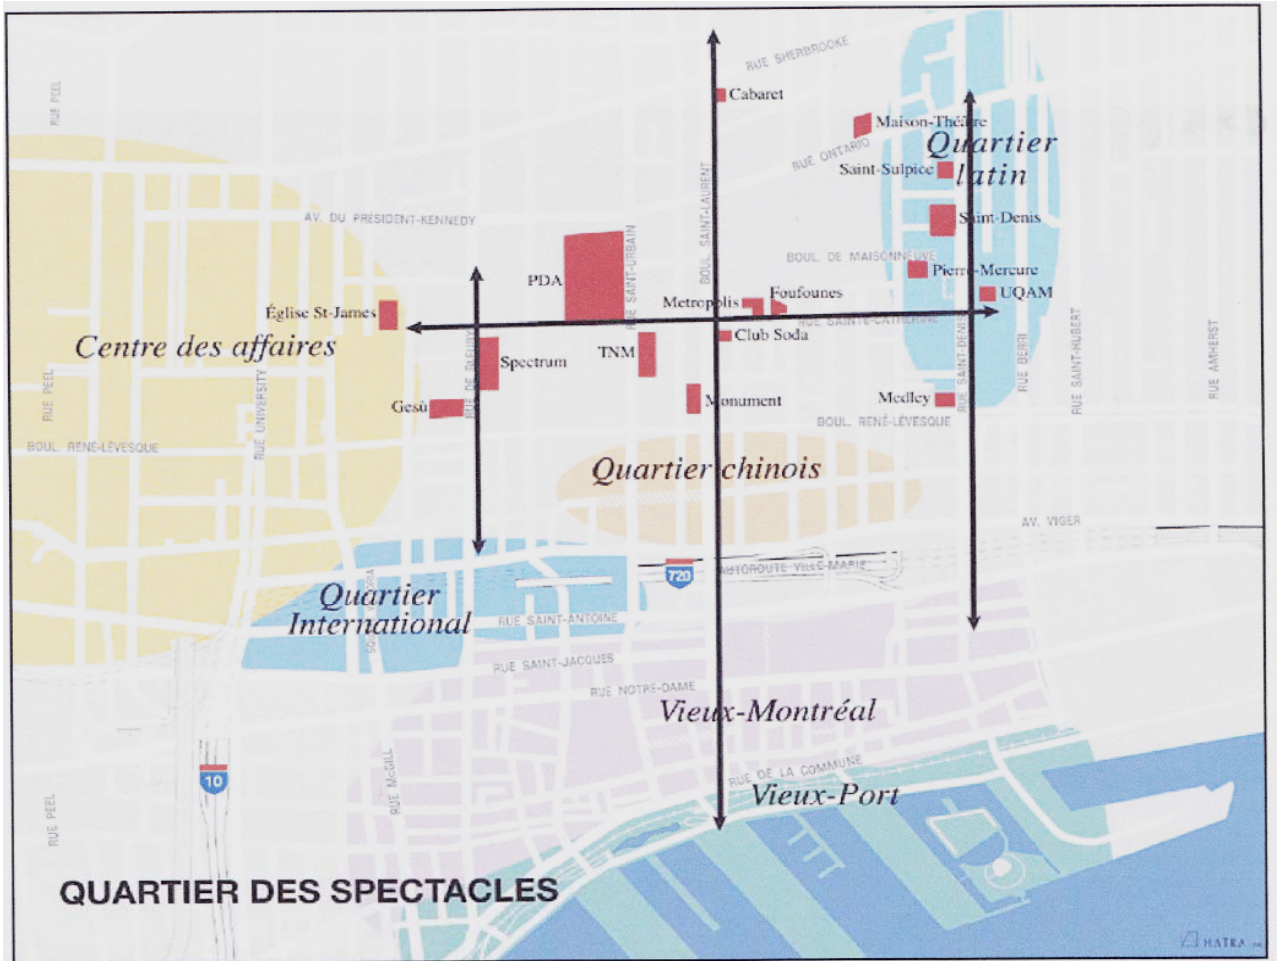 RUE SHERBROOKE
RUE PEEL
Cabaret
Maison-Théâtre
RUE ONTARIO
Quartier
latin
Saint-Sulpice
BOUL. SAINT-LAURENT
AV. DU PRÉSIDENT-KENNEDY
Saint-Denis
RUE SAINT-URBAIN
BOUL. DE MAISONNEUVE
Pierre-Mercure
PDA
UQAM
Metropolis
Foufounes
Église St-James
RUE SAINTE-CATHERINE
Club Soda
Centre des affaires
TNM
Spectrum
RUE DE BLEURY
RUE SAINT-DENIS
RUE BERRI
RUE SAINT-HUBERT
RUE AMHERST
RUE PEEL
RUE UNIVERSITY
Gesù
Monument
Medley
BOUL. RENÉ-LÉVESQUE
BOUL. RENÉ-LÉVESQUE
Quartier chinois
AV. VIGER
720
AUTOROUTE VILLE-MARIE
Quartier
International
RUE SAINT-ANTOINE
RUE SAINT-JACQUES
RUE NOTRE-DAME
Vieux-Montréal
RUE DE LA COMMUNE
Vieux-Port
10
RUE McGILL
RUE PEEL
QUARTIER DES SPECTACLES
HATRA